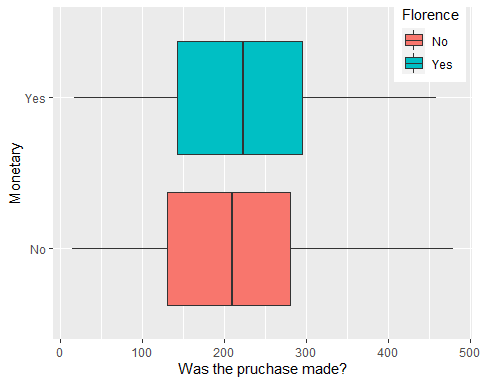 Florence
No
Yes
Yes
No
Monetary
0 100 200 300 400 500
Was the pruchase made?